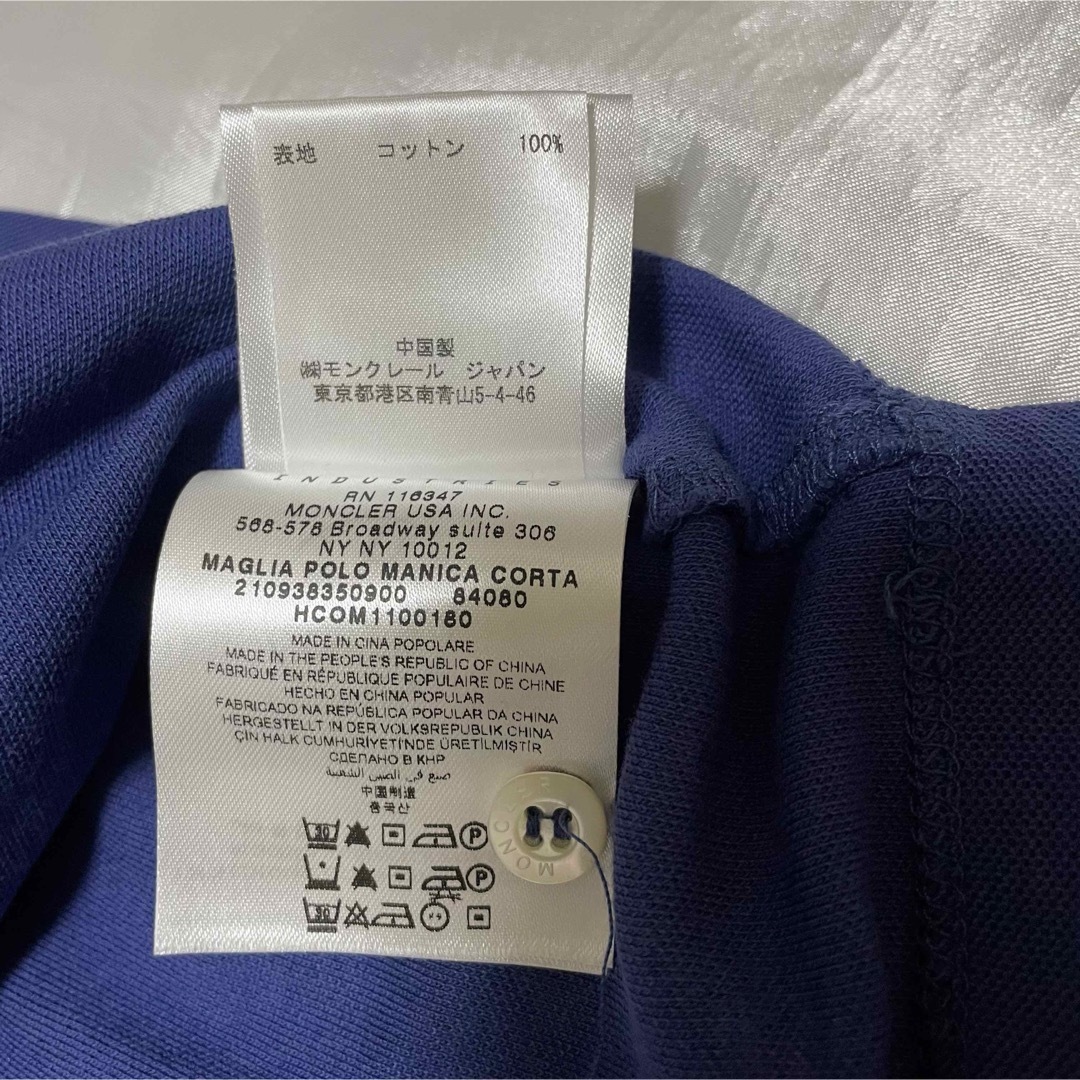 表地 コットン 100%
中国製
㈱モンクレール ジャパン
東京都港区南青山5-4-46
INDUSTRIES
RN 116347
MONCLER USA INC.
568-578 Broadway suite 306
NY NY 10012
MAGLIA POLO MANICA CORTA
210938350900 84080
HCOM1100180
MADE IN CINA POPOLARE
MADE IN THE PEOPLE'S REPUBLIC OF CHINA
FABRIQUÉ EN RÉPUBLIQUE POPULAIRE DE CHINE
HECHO EN CHINA POPULAR
FABRICADO NA REPÚBLICA POPULAR DA CHINA
HERGESTELLT IN DER VOLKSREPUBLIK CHINA
ÇIN HALK CUMHURİYETİNDE ÜRETİLMİŞTİR
СДЕЛАНО В КНР
صنع في الصين الشعبية
中国制造
중국산
30 P
P
30